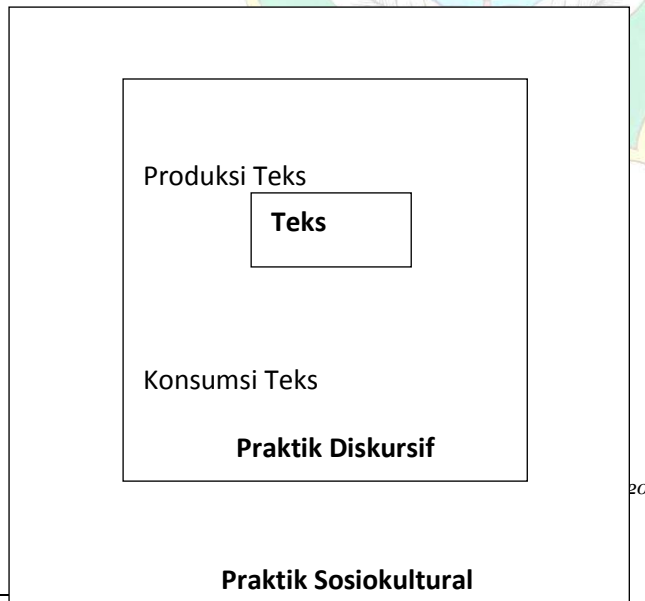 Produksi Teks
Teks
Konsumsi Teks
Praktik Diskursif
Praktik Sosiokultural